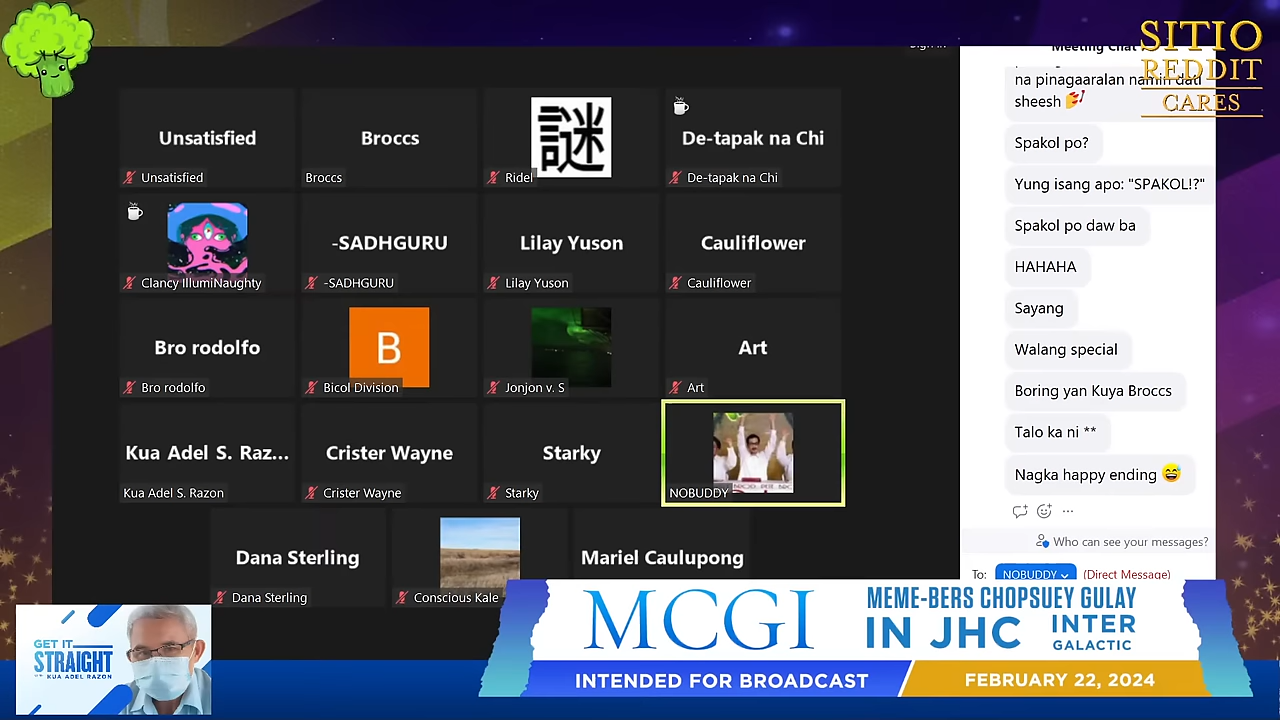 SITIO
REDDIT
CARES
Meeting Chat
na pinagaaralan namin dati
sheesh 💅
Spakol po?
Yung isang apo: "SPAKOL!?"
Spakol po daw ba
HAHAHA
Sayang
Walang special
Boring yan Kuya Broccs
Talo ka ni **
Nagka happy ending 😅
Who can see your messages?
To: NOBUDDY (Direct Message)
Sign In
Unsatisfied
Unsatisfied
Broccs
Broccs
謎
Ridel
De-tapak na Chi
De-tapak na Chi
Clancy IllumiNaughty
-SADHGURU
-SADHGURU
Lilay Yuson
Lilay Yuson
Cauliflower
Cauliflower
Bro rodolfo
Bro rodolfo
B
Bicol Division
Jonjon v. S
Art
Art
Kua Adel S. Raz...
Kua Adel S. Razon
Crister Wayne
Crister Wayne
Starky
Starky
NOBUDDY
Dana Sterling
Dana Sterling
Conscious Kale
Mariel Caulupong
GET IT
STRAIGHT
KUA ADEL RAZON
MCGI
MEME-BERS CHOPSUEY GULAY
IN JHC INTER
GALACTIC
INTENDED FOR BROADCAST
FEBRUARY 22, 2024